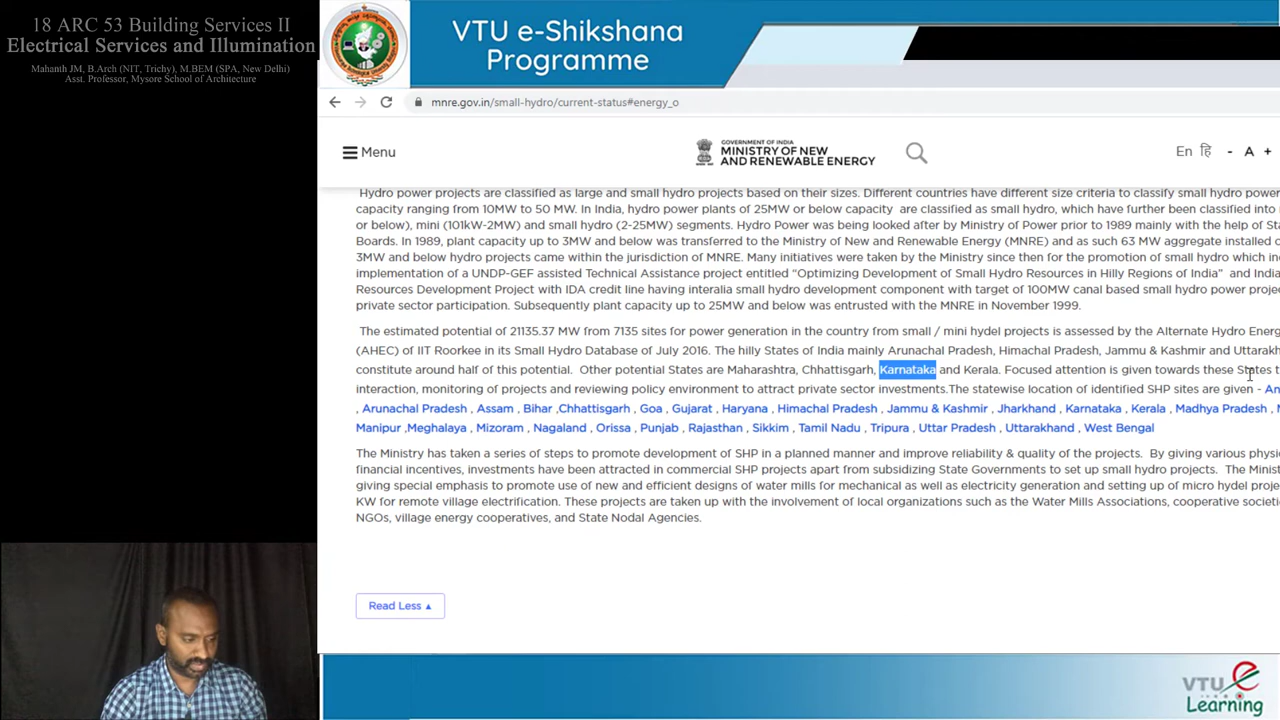 18 ARC 53 Building Services II
Electrical Services and Illumination
Mahanth JM, B.Arch (NIT, Trichy), M.BEM (SPA, New Delhi)
Asst. Professor, Mysore School of Architecture
VTU e-Shikshana
Programme
mnre.gov.in/small-hydro/current-status#energy_o
Menu
GOVERNMENT OF INDIA
MINISTRY OF NEW
AND RENEWABLE ENERGY
En हि - A +
Hydro power projects are classified as large and small hydro projects based on their sizes. Different countries have different size criteria to classify small hydro power
capacity ranging from 10MW to 50 MW. In India, hydro power plants of 25MW or below capacity are classified as small hydro, which have further been classified into
or below), mini (101kW-2MW) and small hydro (2-25MW) segments. Hydro Power was being looked after by Ministry of Power prior to 1989 mainly with the help of
Boards. In 1989, plant capacity up to 3MW and below was transferred to the Ministry of New and Renewable Energy (MNRE) and as such 63 MW aggregate installed
3MW and below hydro projects came within the jurisdiction of MNRE. Many initiatives were taken by the Ministry since then for the promotion of small hydro which
implementation of a UNDP-GEF assisted Technical Assistance project entitled “Optimizing Development of Small Hydro Resources in Hilly Regions of India” and
Resources Development Project with IDA credit line having interalia small hydro development component with target of 100MW canal based small hydro power
private sector participation. Subsequently plant capacity up to 25MW and below was entrusted with the MNRE in November 1999.
The estimated potential of 21135.37 MW from 7135 sites for power generation in the country from small / mini hydel projects is assessed by the Alternate Hydro
(AHEC) of IIT Roorkee in its Small Hydro Database of July 2016. The hilly States of India mainly Arunachal Pradesh, Himachal Pradesh, Jammu & Kashmir and
constitute around half of this potential. Other potential States are Maharashtra, Chhattisgarh, Karnataka and Kerala. Focused attention is given towards these States
interaction, monitoring of projects and reviewing policy environment to attract private sector investments.The statewise location of identified SHP sites are given -
, Arunachal Pradesh , Assam , Bihar ,Chhattisgarh , Goa , Gujarat , Haryana , Himachal Pradesh , Jammu & Kashmir , Jharkhand , Karnataka , Kerala , Madhya Pradesh ,
Manipur ,Meghalaya , Mizoram , Nagaland , Orissa , Punjab , Rajasthan , Sikkim , Tamil Nadu , Tripura , Uttar Pradesh , Uttarakhand , West Bengal
The Ministry has taken a series of steps to promote development of SHP in a planned manner and improve reliability & quality of the projects. By giving various
financial incentives, investments have been attracted in commercial SHP projects apart from subsidizing State Governments to set up small hydro projects. The
giving special emphasis to promote use of new and efficient designs of water mills for mechanical as well as electricity generation and setting up of micro hydel
KW for remote village electrification. These projects are taken up with the involvement of local organizations such as the Water Mills Associations, cooperative
NGOs, village energy cooperatives, and State Nodal Agencies.
Read Less ▲
VTU
Learning